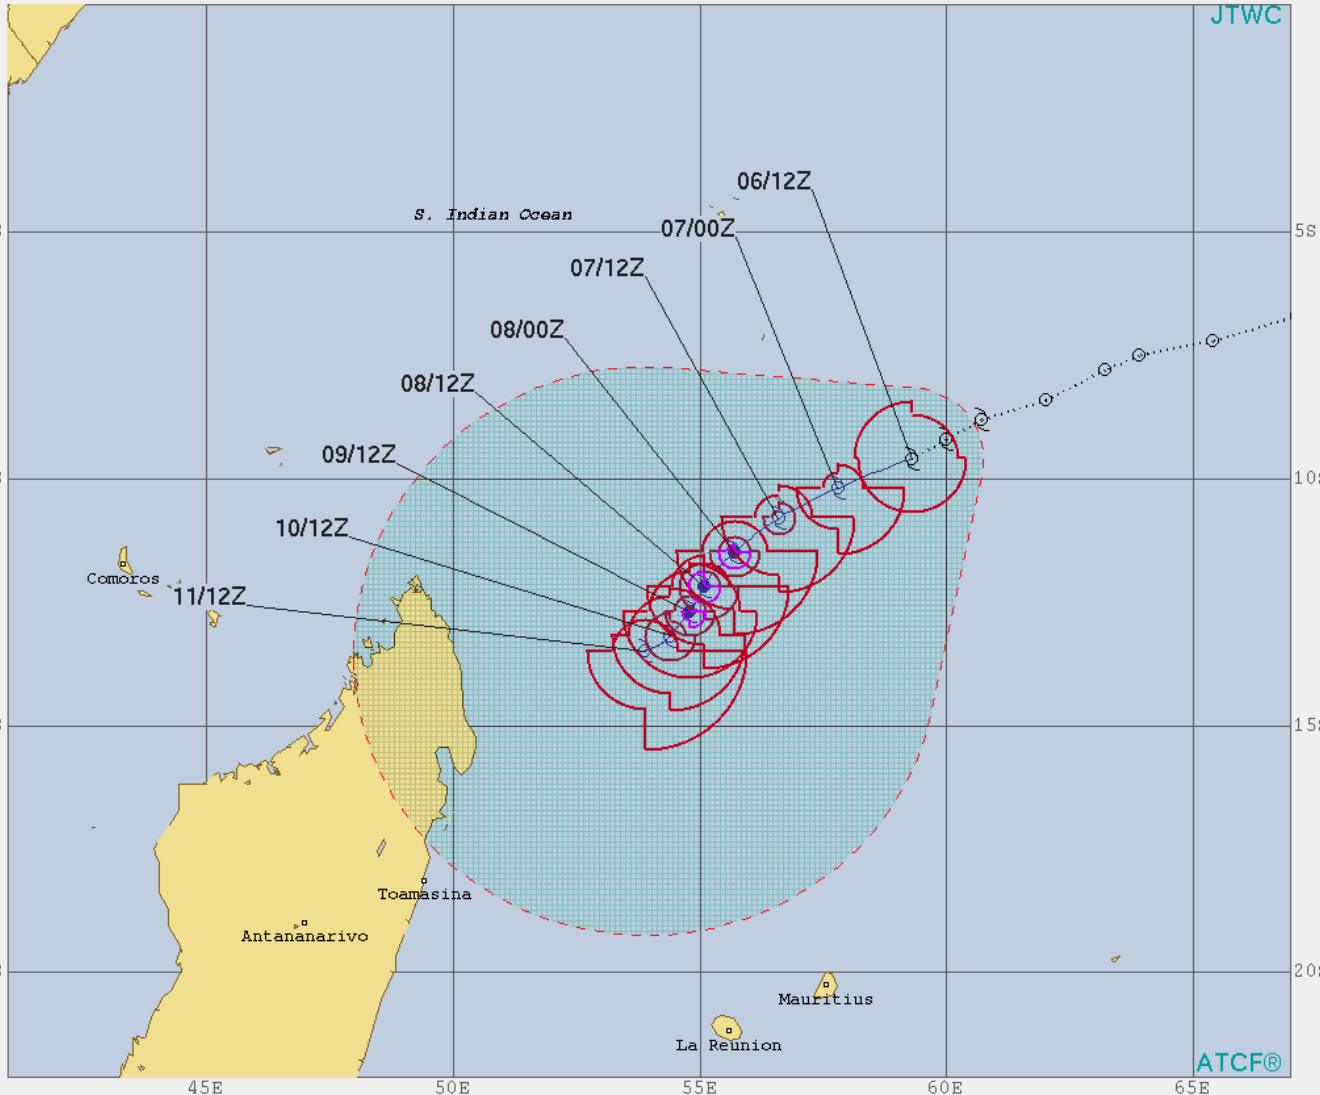 JTWC
06/12Z
S. Indian Ocean
07/00Z
5S
07/12Z
08/00Z
08/12Z
09/12Z
10S
10/12Z
Comoros
11/12Z
15S
Toamasina
Antananarivo
20S
Mauritius
La Reunion
ATCF®
45E 50E 55E 60E 65E